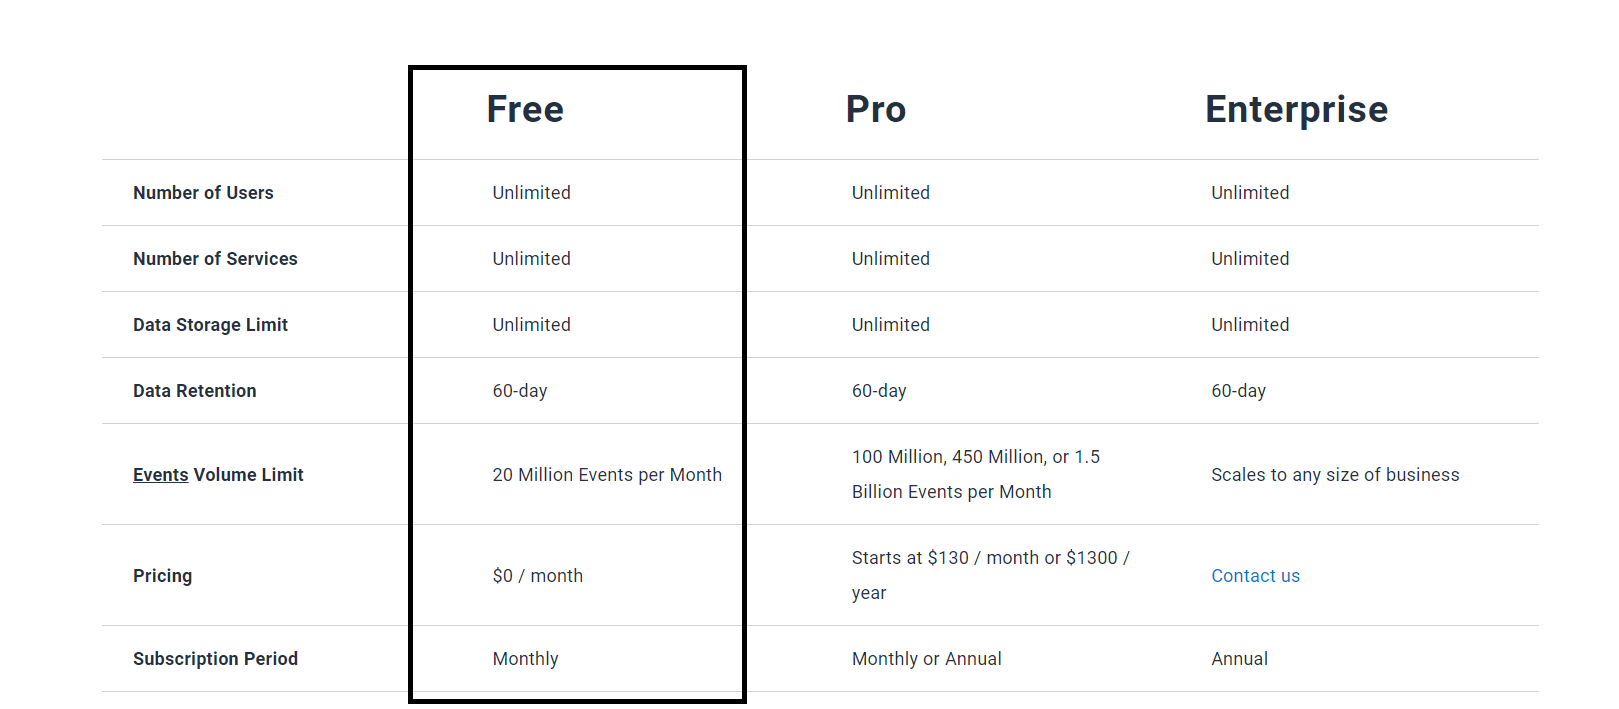 Free Pro Enterprise
Number of Users Unlimited Unlimited Unlimited
Number of Services Unlimited Unlimited Unlimited
Data Storage Limit Unlimited Unlimited Unlimited
Data Retention 60-day 60-day 60-day
Events Volume Limit 20 Million Events per Month 100 Million, 450 Million, or 1.5
Billion Events per Month Scales to any size of business
Pricing $0 / month Starts at $130 / month or $1300 /
year Contact us
Subscription Period Monthly Monthly or Annual Annual